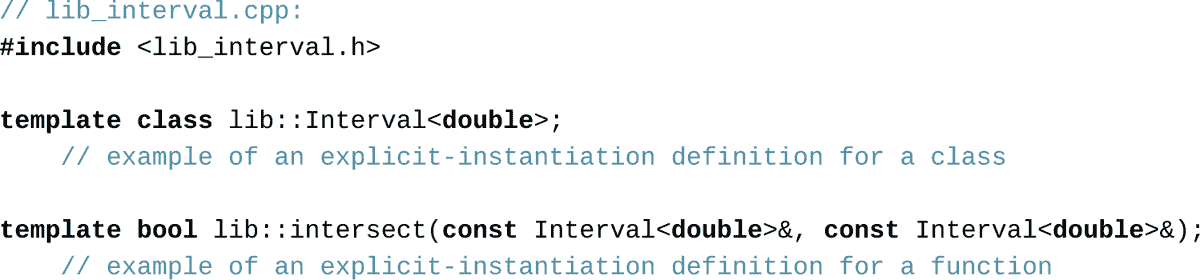 // lib_interval.cpp:
#include <lib_interval.h>
template class lib::Interval<double>;
// example of an explicit-instantiation definition for a class
template bool lib::intersect(const Interval<double>&, const Interval<double>&);
// example of an explicit-instantiation definition for a function